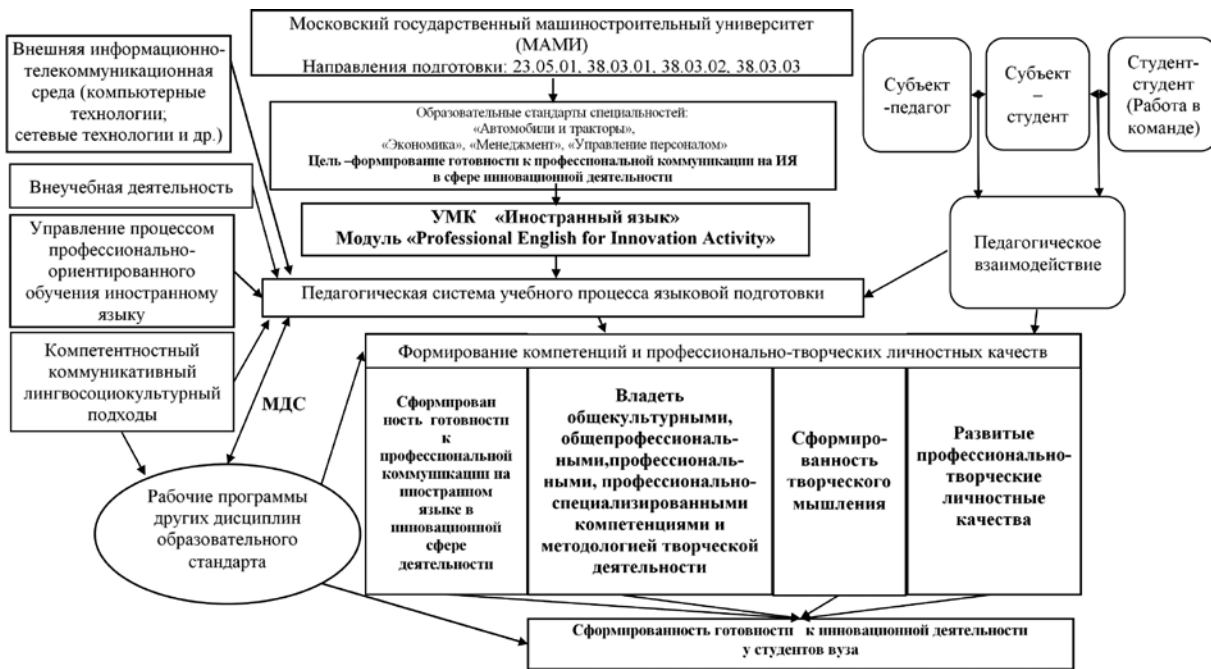 Московский государственный машиностроительный университет
(МАМИ)
Направления подготовки: 23.05.01, 38.03.01, 38.03.02, 38.03.03
Внешняя информационно-
телекоммуникационная
среда (компьютерные
технологии;
сетевые технологии и др.)
Субъект
-педагог
Субъект
–
студент
Студент-
студент
(Работа в
команде)
Образовательные стандарты специальностей:
«Автомобили и тракторы»,
«Экономика», «Менеджмент», «Управление персоналом»
Цель –формирование готовности к профессиональной коммуникации на ИЯ
в сфере инновационной деятельности
Внеучебная деятельность
УМК «Иностранный язык»
Модуль «Professional English for Innovation Activity»
Управление процессом
профессионально-
ориентированного
обучения иностранному
языку
Педагогическое
взаимодействие
Педагогическая система учебного процесса языковой подготовки
Компетентностный
коммуникативный
лингвосоциокультурный
подходы
МДС
Формирование компетенций и профессионально-творческих личностных качеств
Сформирован
ность готовности
к
профессиональной
коммуникации на
иностранном
языке в
инновационной
сфере
деятельности
Владеть
общекультурными,
общепрофессиональ-
ными,профессиональ-
ными, профессионально-
специализированными
компетенциями и
методологией творческой
деятельности
Сформиро-
ванность
творческого
мышления
Развитые
профессионально-
творческие
личностные
качества
Рабочие программы
других дисциплин
образовательного
стандарта
Сформированность готовности к инновационной деятельности
у студентов вуза